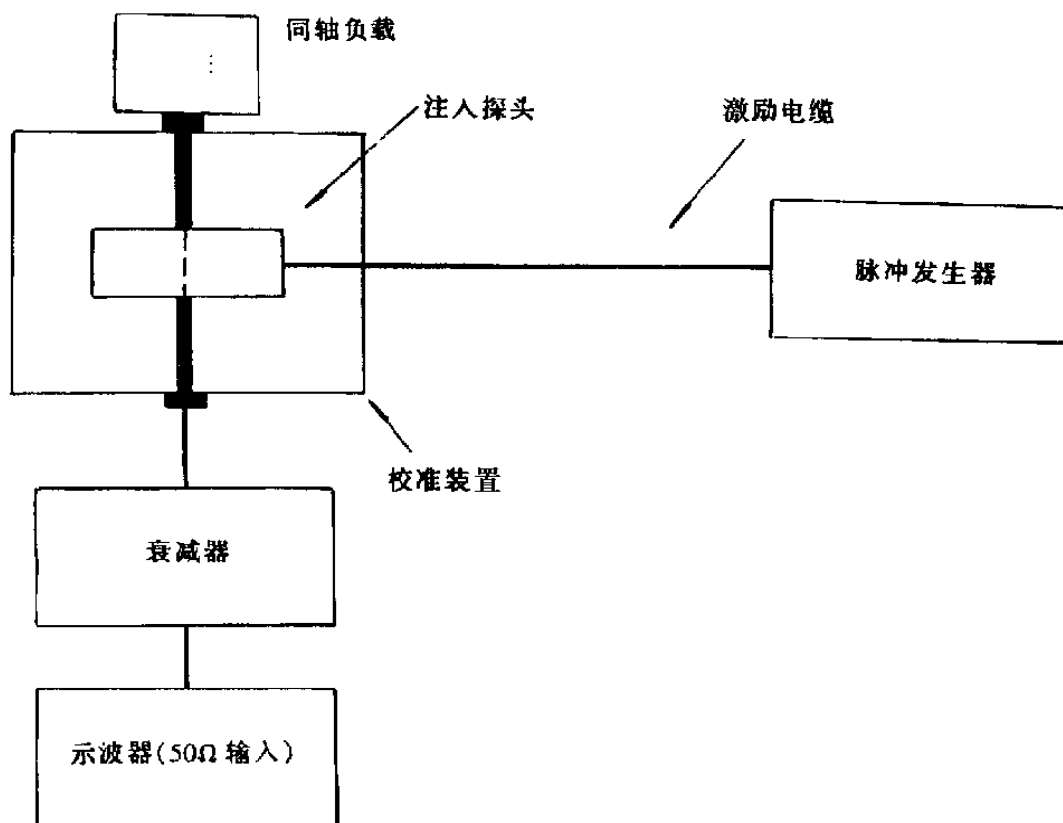 同轴负载
注入探头
激励电缆
脉冲发生器
校准装置
衰减器
示波器(50Ω 输入)